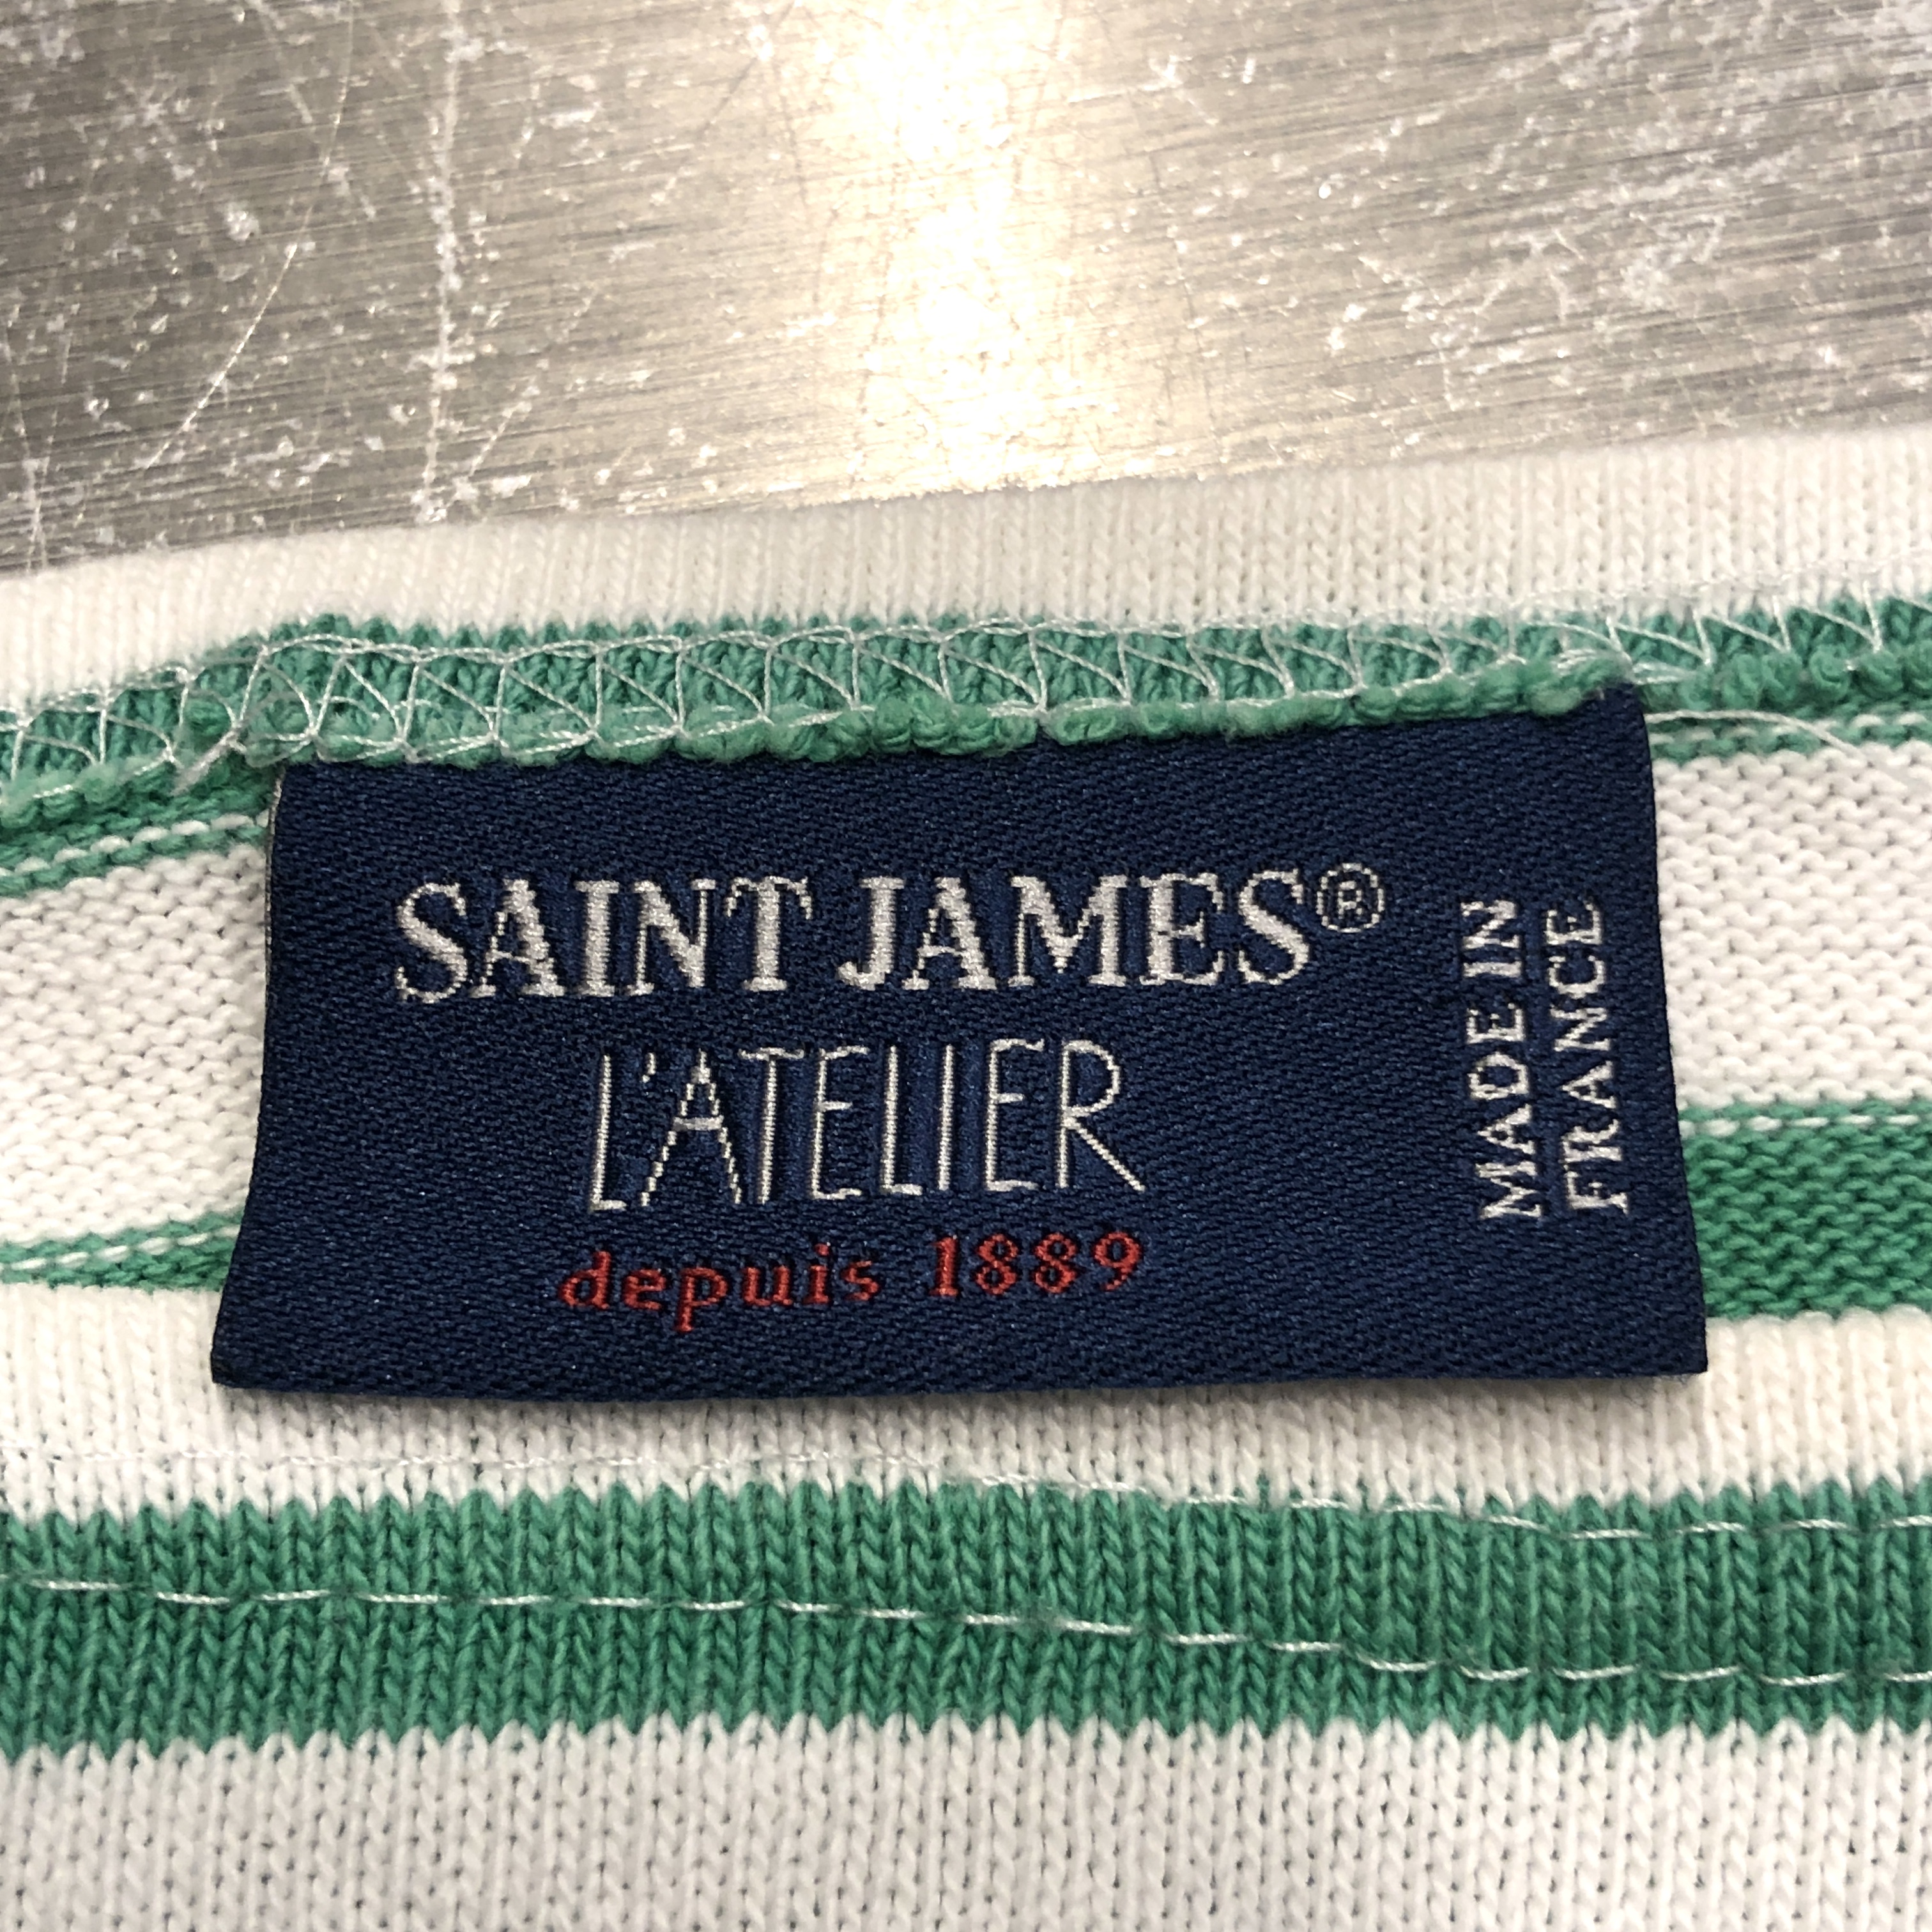 SAINT JAMES®
L'ATELIER
depuis 1889
MADE IN
FRANCE